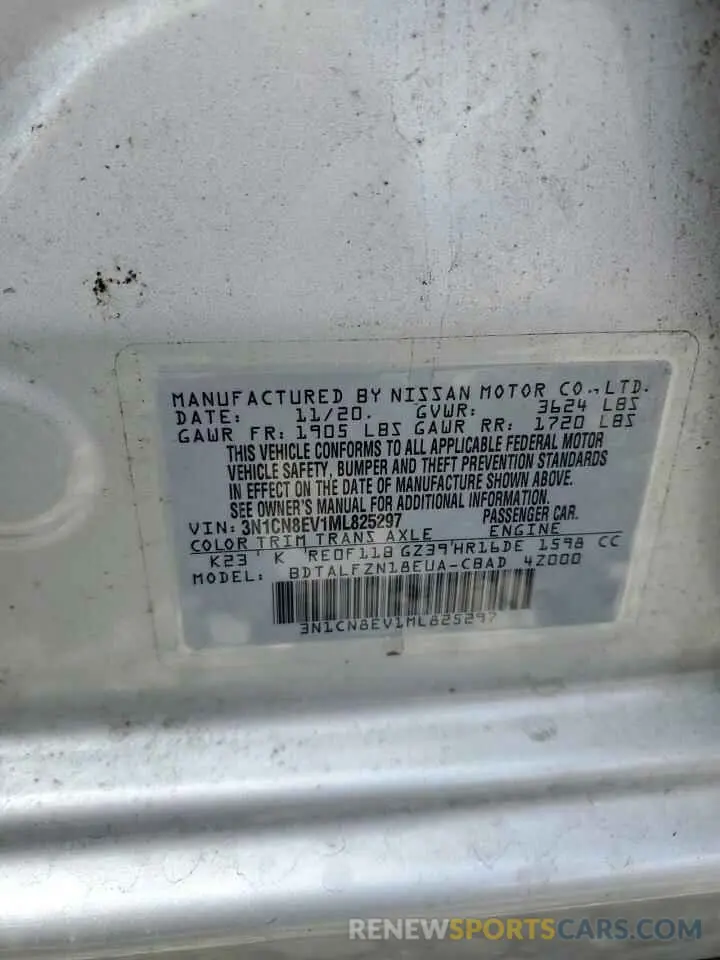 MANUFACTURED BY NISSAN MOTOR CO.,LTD.
DATE: 11/20. GVWR: 3624 LBS
GAWR FR: 1905 LBS GAWR RR: 1720 LBS
THIS VEHICLE CONFORMS TO ALL APPLICABLE FEDERAL MOTOR
VEHICLE SAFETY, BUMPER AND THEFT PREVENTION STANDARDS
IN EFFECT ON THE DATE OF MANUFACTURE SHOWN ABOVE.
SEE OWNER'S MANUAL FOR ADDITIONAL INFORMATION.
VIN: 3N1CN8EV1ML825297 PASSENGER CAR.
COLOR TRIM TRANS AXLE ENGINE
K23 ' K 'RE0F11B GZ39'HR16DE 1598 CC
MODEL: BDTALFZN18EUA-CBAD 4Z000
3N1CN8EV1ML825297
RENEWSPORTSCARS.COM